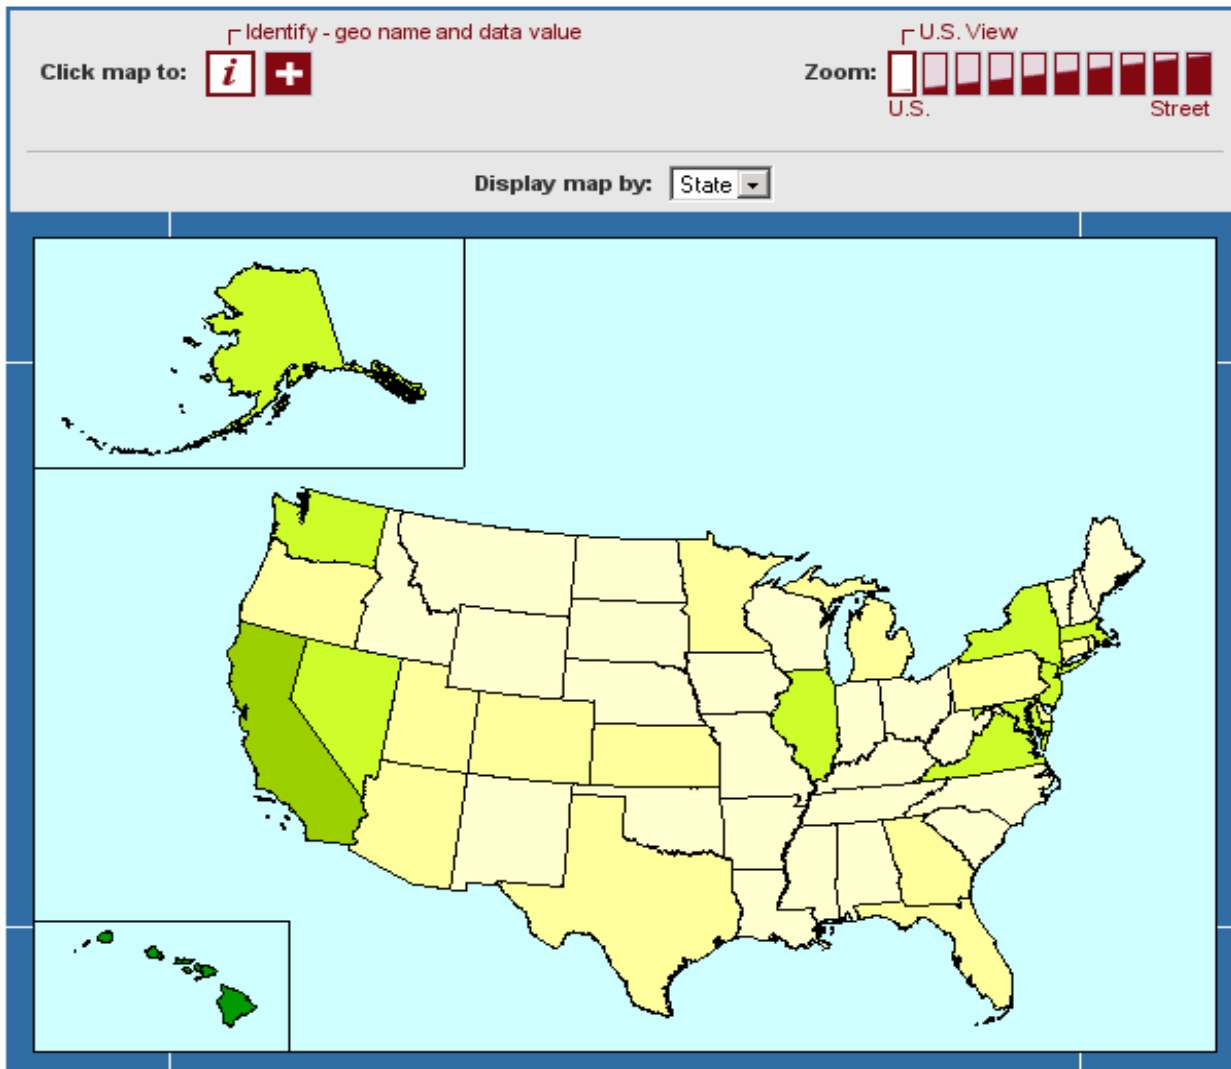 Identify - geo name and data value
U.S. View
Click map to: i +
Zoom:
U.S. Street
Display map by: State